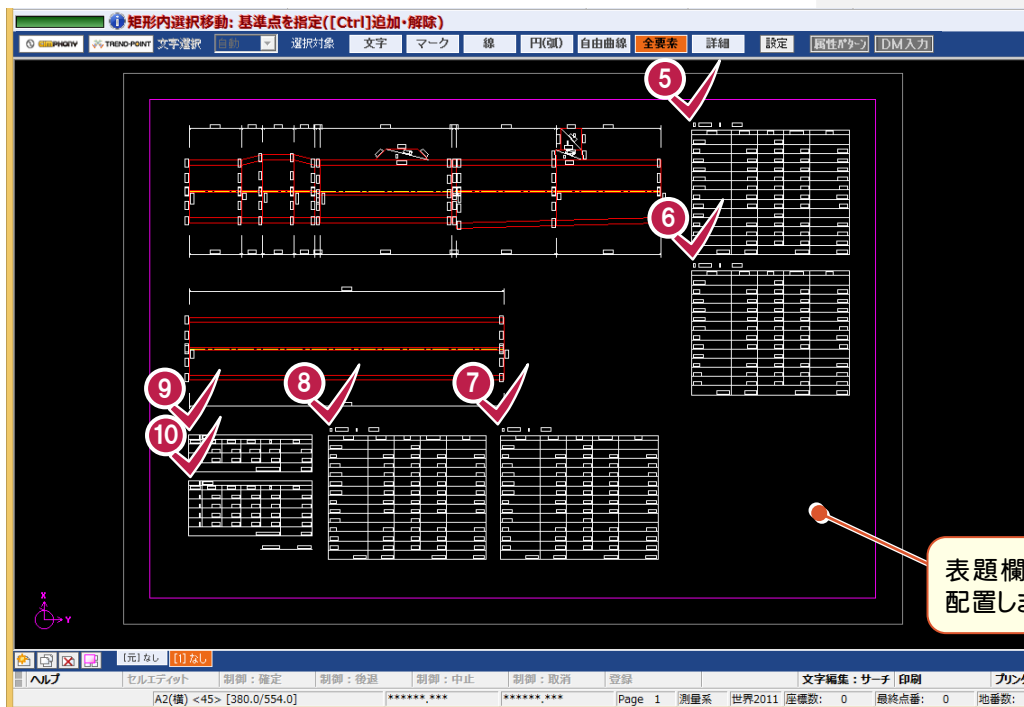 矩形内選択移動: 基準点を指定([Ctrl]追加・解除)
TREND-POINT 文字選択 自動 選択対象 文字 マーク 線 円(弧) 自由曲線 全要素 詳細 設定 属性パターン DM入力
5
6
9 8 7
10
表題欄
配置しま
X
Y
[元] なし [1] なし
ヘルプ セルエディット 制御:確定 制御:後退 制御:中止 制御:取消 登録 文字編集:サーチ 印刷
A2(横) <45> [380.0/554.0] ******.*** ******.*** Page 1 測量系 世界2011 座標数: 0 最終点番: 0 地番数: